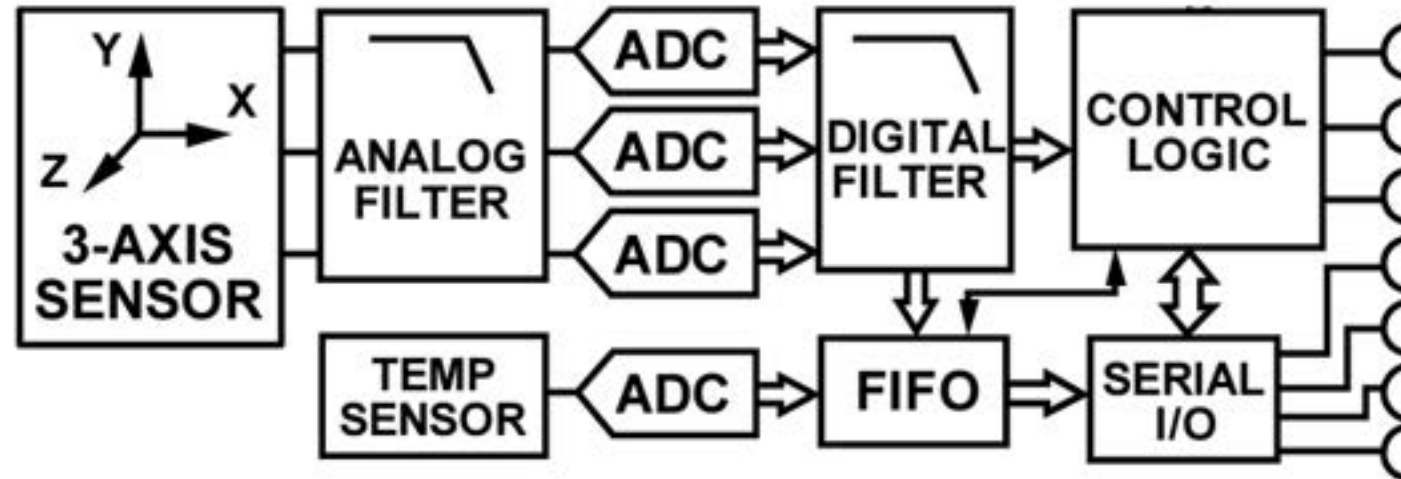 Y
X
Z
3-AXIS
SENSOR
ANALOG
FILTER
ADC
ADC
ADC
DIGITAL
FILTER
CONTROL
LOGIC
TEMP
SENSOR
ADC
FIFO
SERIAL
I/O